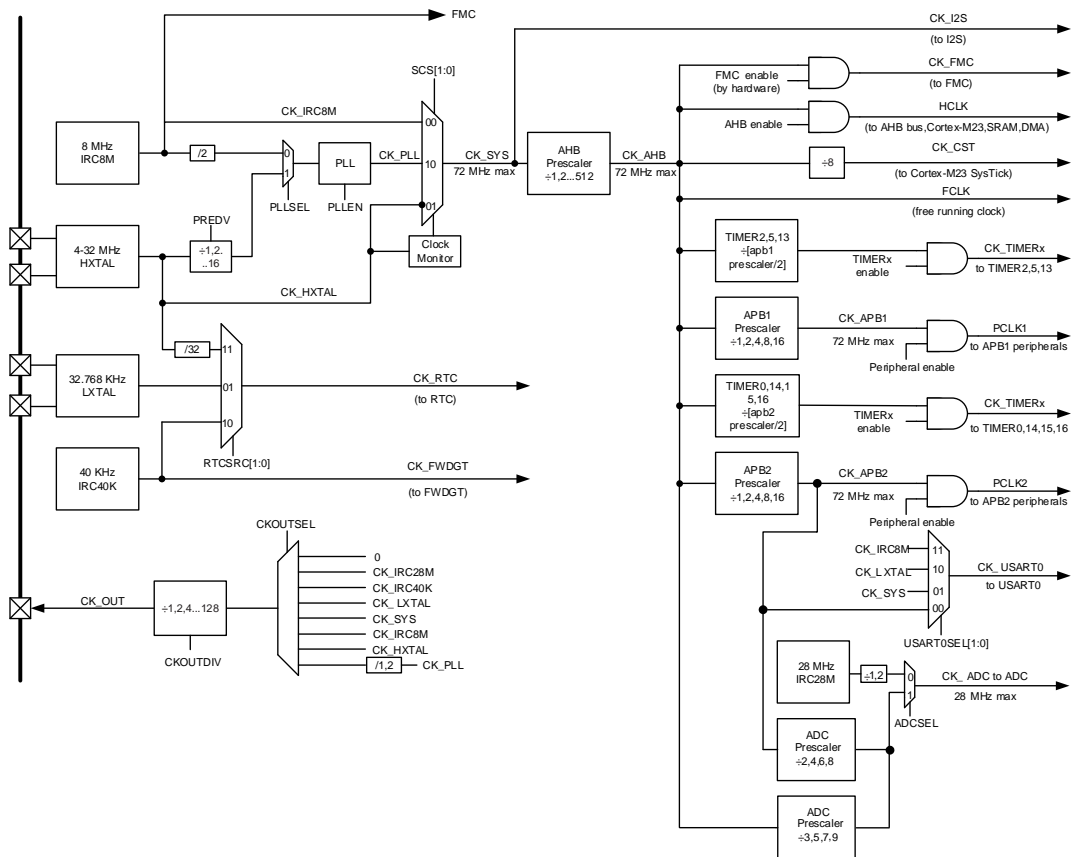 FMC
CK_I2S
(to I2S)
SCS[1:0]
CK_IRC8M
00
8 MHz
IRC8M
/2
0
1
PLLSEL
PLL
PLLEN
CK_PLL
10
01
CK_SYS
72 MHz max
AHB
Prescaler
÷1,2...512
CK_AHB
72 MHz max
FMC enable
(by hardware)
CK_FMC
(to FMC)
AHB enable
HCLK
(to AHB bus,Cortex-M23,SRAM,DMA)
÷8
CK_CST
(to Cortex-M23 SysTick)
FCLK
(free running clock)
4-32 MHz
HXTAL
PREDV
÷1,2.
..16
Clock
Monitor
CK_HXTAL
TIMER2,5,13
÷[apb1
prescaler/2]
TIMERx
enable
CK_TIMERx
to TIMER2,5,13
APB1
Prescaler
÷1,2,4,8,16
CK_APB1
72 MHz max
Peripheral enable
PCLK1
to APB1 peripherals
/32
11
32.768 KHz
LXTAL
01
10
RTCSRC[1:0]
CK_RTC
(to RTC)
TIMER0,14,1
5,16
÷[apb2
prescaler/2]
TIMERx
enable
CK_TIMERx
to TIMER0,14,15,16
40 KHz
IRC40K
CK_FWDGT
(to FWDGT)
APB2
Prescaler
÷1,2,4,8,16
CK_APB2
72 MHz max
Peripheral enable
PCLK2
to APB2 peripherals
CK_OUT
÷1,2,4...128
CKOUTDIV
CKOUTSEL
0
CK_IRC28M
CK_IRC40K
CK_ LXTAL
CK_SYS
CK_IRC8M
CK_HXTAL
/1,2
CK_PLL
CK_IRC8M
11
CK_LXTAL
10
CK_SYS
01
00
USART0SEL[1:0]
CK_USART0
to USART0
28 MHz
IRC28M
÷1,2
0
1
ADCSEL
CK_ ADC to ADC
28 MHz max
ADC
Prescaler
÷2,4,6,8
ADC
Prescaler
÷3,5,7,9